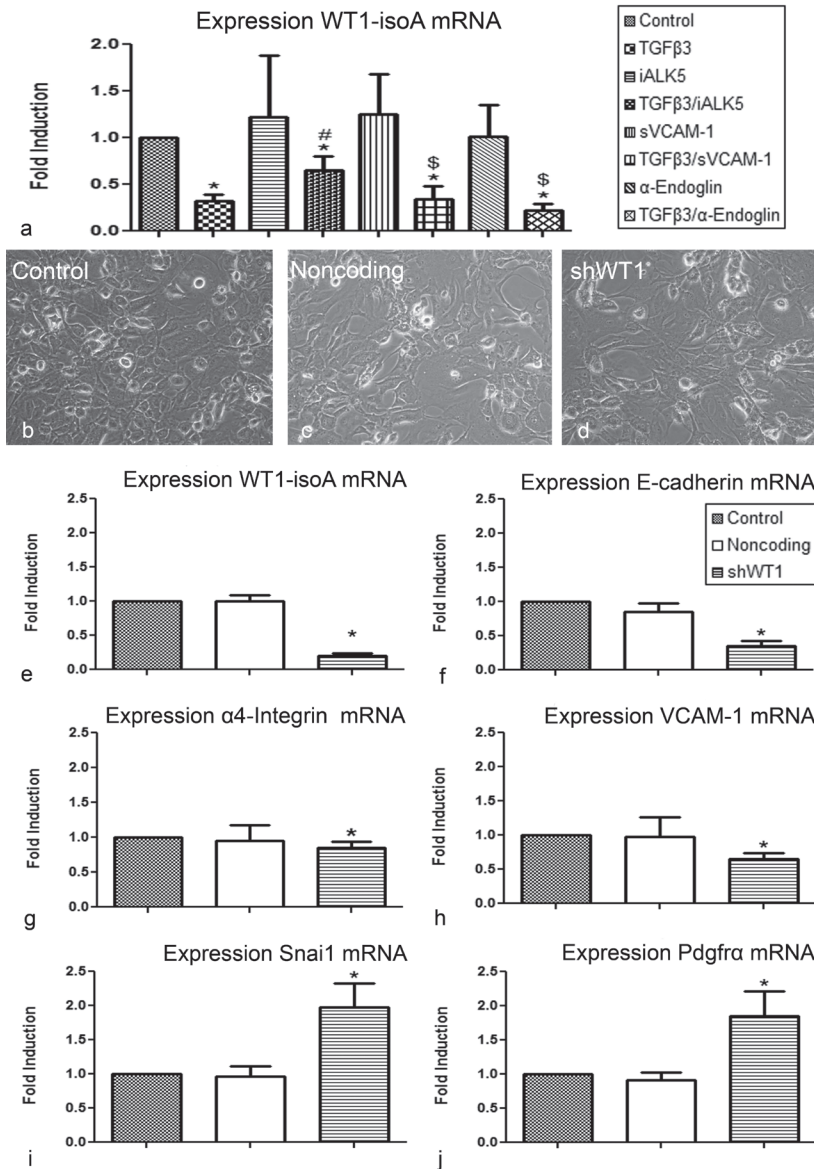 Expression WT1-isoA mRNA
Fold Induction
2.0
1.5
1.0
0.5
0.0
*
#
*
$
*
$
*
a
Control
TGFβ3
iALK5
TGFβ3/iALK5
sVCAM-1
TGFβ3/sVCAM-1
α-Endoglin
TGFβ3/α-Endoglin
Control
b
Noncoding
c
shWT1
d
Expression WT1-isoA mRNA
Fold Induction
2.5
2.0
1.5
1.0
0.5
0.0
*
e
Expression E-cadherin mRNA
Fold Induction
2.5
2.0
1.5
1.0
0.5
0.0
*
Control
Noncoding
shWT1
f
Expression α4-Integrin mRNA
Fold Induction
2.5
2.0
1.5
1.0
0.5
0.0
*
g
Expression VCAM-1 mRNA
Fold Induction
2.5
2.0
1.5
1.0
0.5
0.0
*
h
Expression Snai1 mRNA
Fold Induction
2.5
2.0
1.5
1.0
0.5
0.0
*
i
Expression Pdgfrα mRNA
Fold Induction
2.5
2.0
1.5
1.0
0.5
0.0
*
j